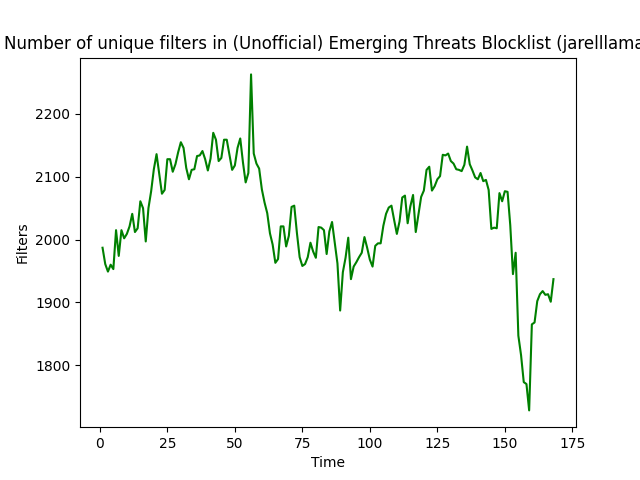 Number of unique filters in (Unofficial) Emerging Threats Blocklist (jarelllama
2200
2100
2000
1900
1800
Filters
0 25 50 75 100 125 150 175
Time